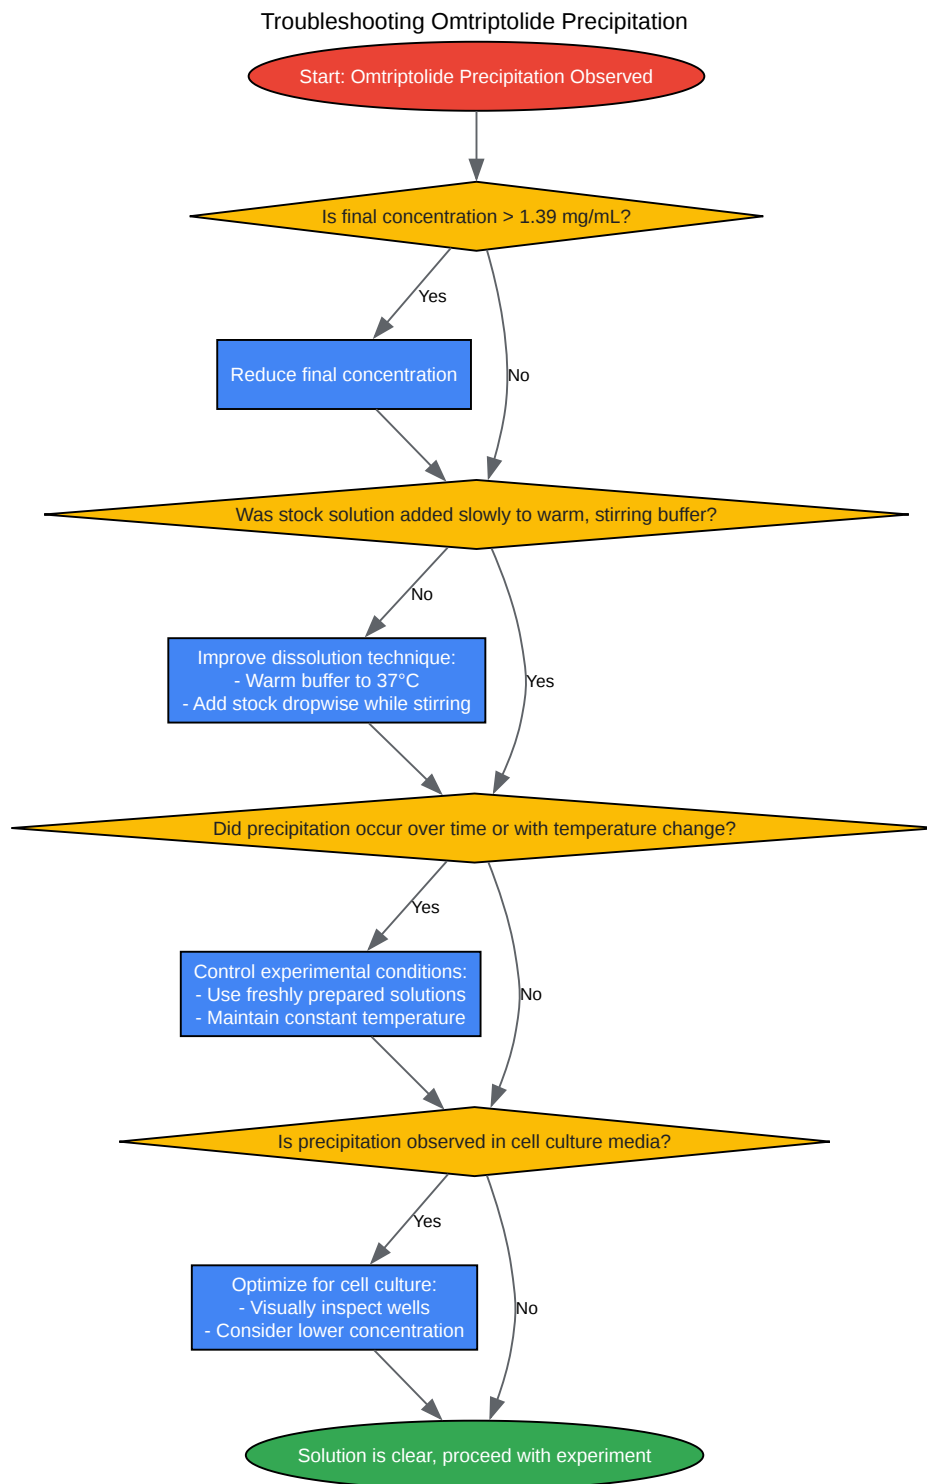 Troubleshooting Omtriptolide Precipitation
Start: Omtriptolide Precipitation Observed
Is final concentration > 1.39 mg/mL?
Yes
Reduce final concentration
No
Was stock solution added slowly to warm, stirring buffer?
No
Improve dissolution technique:
- Warm buffer to 37°C
- Add stock dropwise while stirring
Yes
Did precipitation occur over time or with temperature change?
Yes
Control experimental conditions:
- Use freshly prepared solutions
- Maintain constant temperature
No
Is precipitation observed in cell culture media?
Yes
Optimize for cell culture:
- Visually inspect wells
- Consider lower concentration
No
Solution is clear, proceed with experiment